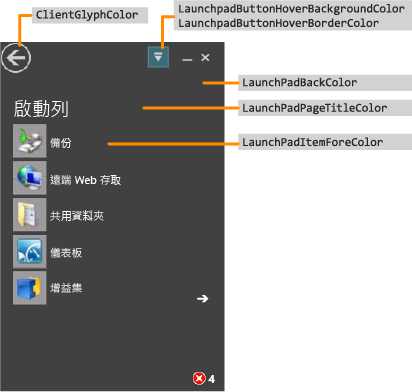 ClientGlyphColor
LaunchpadButtonHoverBackgroundColor
LaunchpadButtonHoverBorderColor
LaunchPadBackColor
啟動列
LaunchPadPageTitleColor
備份
LaunchPadItemForeColor
遠端 Web 存取
共用資料夾
儀表板
增益集
4